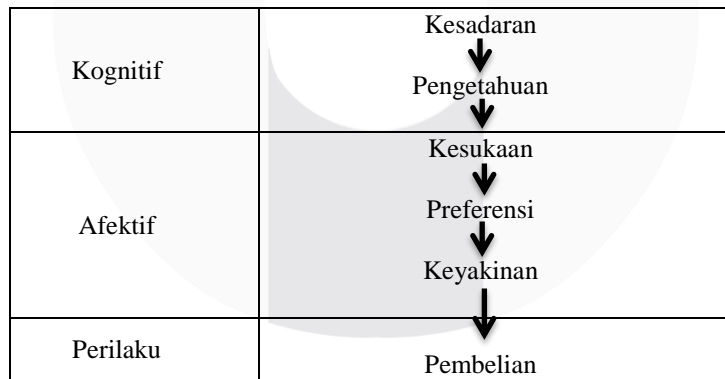 Kognitif
Kesadaran
Pengetahuan
Afektif
Kesukaan
Preferensi
Keyakinan
Perilaku
Pembelian